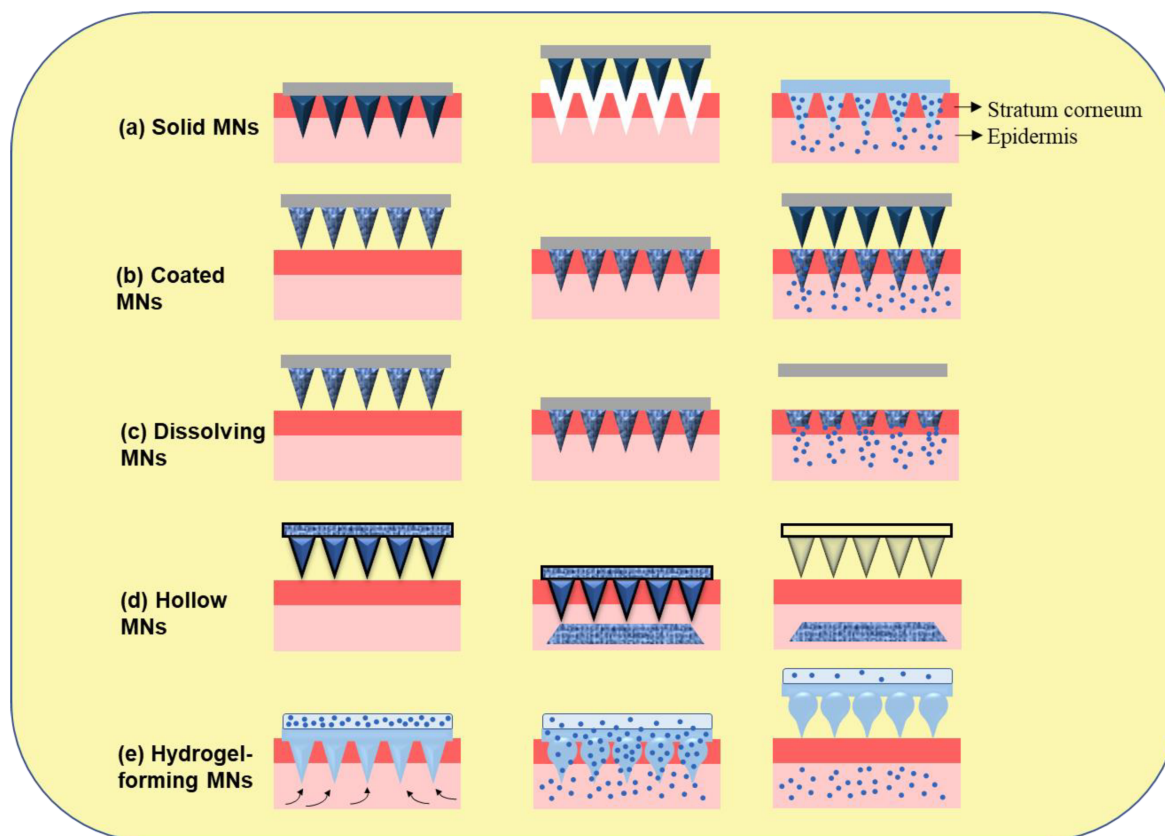 (a) Solid MNs
Stratum corneum
Epidermis
(b) Coated
MNs
(c) Dissolving
MNs
(d) Hollow
MNs
(e) Hydrogel-
forming MNs